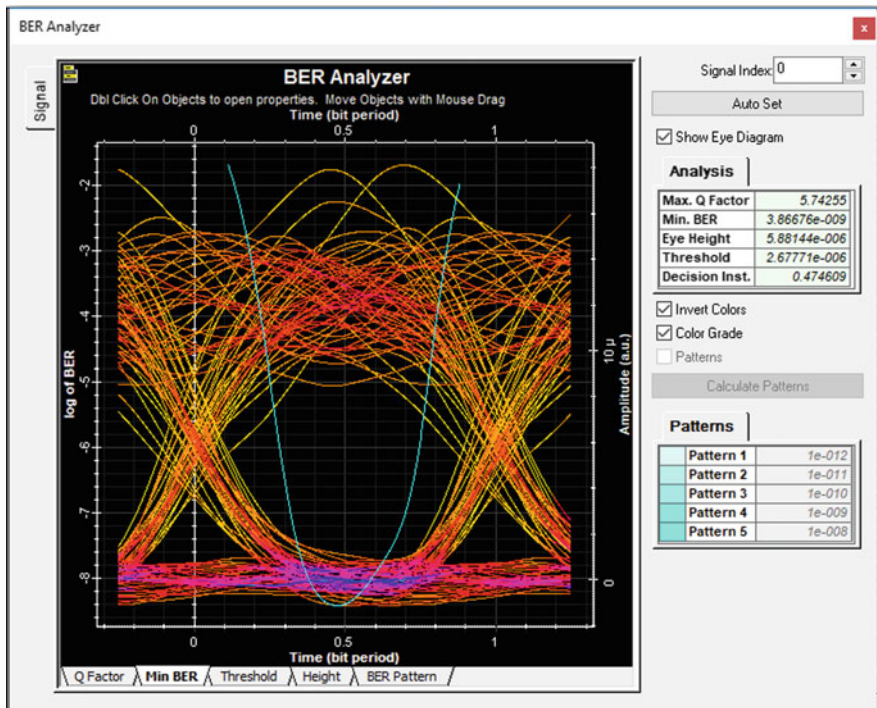 BER Analyzer
x
Signal
BER Analyzer
Dbl Click On Objects to open properties. Move Objects with Mouse Drag
Time (bit period)
0 0.5 1
log of BER
-2
-3
-4
-5
-6
-7
-8
Amplitude (a.u.)
10 µ
0
0 0.5 1
Time (bit period)
Q Factor Min BER Threshold Height BER Pattern
Signal Index: 0
Auto Set
Show Eye Diagram
Analysis
Max. Q Factor 5.74255
Min. BER 3.86676e-009
Eye Height 5.88144e-006
Threshold 2.67771e-006
Decision Inst. 0.474609
Invert Colors
Color Grade
Patterns
Calculate Patterns
Patterns
Pattern 1 1e-012
Pattern 2 1e-011
Pattern 3 1e-010
Pattern 4 1e-009
Pattern 5 1e-008